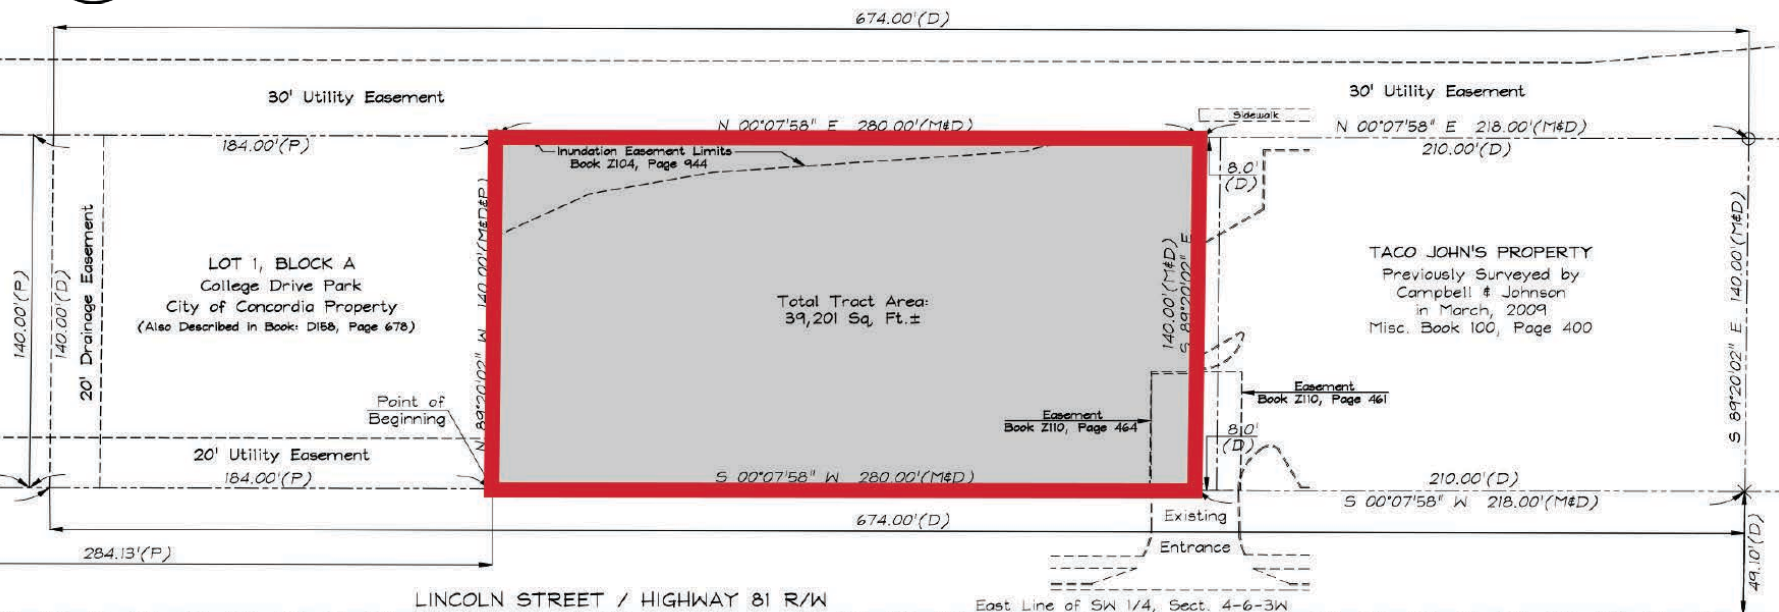 674.00'(D)
30' Utility Easement
30' Utility Easement
Sidewalk
N 00°07'58" E 280.00'(M&D)
N 00°07'58" E 218.00'(M&D)
184.00'(P)
210.00'(D)
Inundation Easement Limits
Book Z104, Page 944
8.0'
(D)
140.00'(P)
140.00'(D)
20' Drainage Easement
LOT 1, BLOCK A
College Drive Park
City of Concordia Property
(Also Described in Book: D158, Page 678)
N 89°20'02" W 140.00'(M&D&P)
Total Tract Area:
39,201 Sq. Ft.±
140.00'(M&D)
S 89°20'02" E
TACO JOHN'S PROPERTY
Previously Surveyed by
Campbell & Johnson
in March, 2009
Misc. Book 100, Page 400
S 89°20'02" E 140.00'(M&D)
Point of
Beginning
Easement
Book Z110, Page 464
Easement
Book Z110, Page 461
8.0'
(D)
20' Utility Easement
184.00'(P)
S 00°07'58" W 280.00'(M&D)
210.00'(D)
S 00°07'58" W 218.00'(M&D)
674.00'(D)
Existing
Entrance
284.13'(P)
49.10'(D)
LINCOLN STREET / HIGHWAY 81 R/W
East Line of SW 1/4, Sect. 4-6-3W